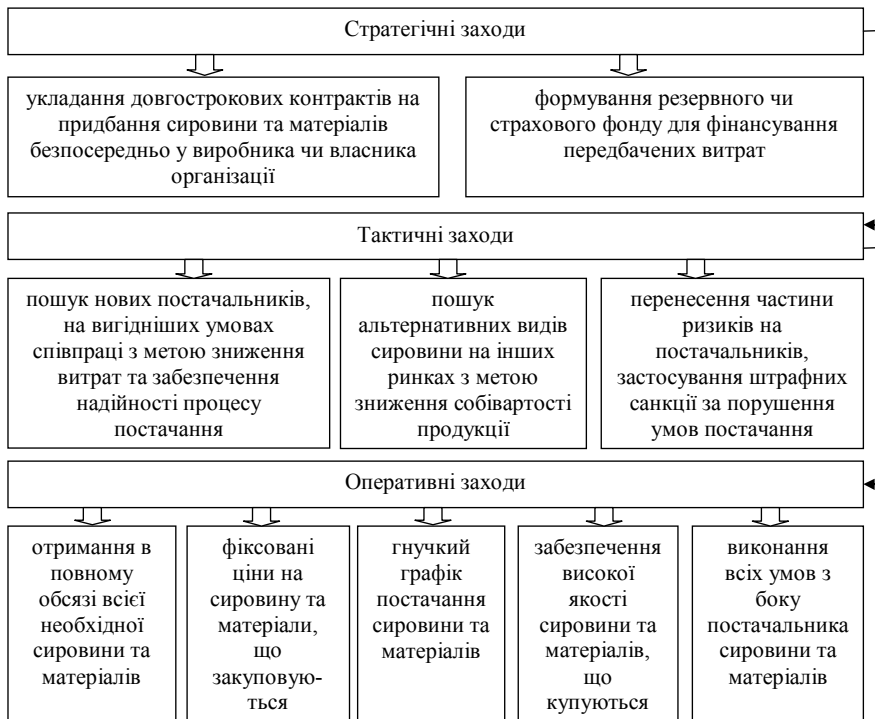 Стратегічні заходи
укладання довгострокових контрактів на
придбання сировини та матеріалів
безпосередньо у виробника чи власника
організації
формування резервного чи
страхового фонду для фінансування
передбачених витрат
Тактичні заходи
пошук нових постачальників,
на вигідніших умовах
співпраці з метою зниження
витрат та забезпечення
надійності процесу
постачання
пошук
альтернативних видів
сировини на інших
ринках з метою
зниження собівартості
продукції
перенесення частини
ризиків на
постачальників,
застосування штрафних
санкції за порушення
умов постачання
Оперативні заходи
отримання в
повному
обсязі всієї
необхідної
сировини та
матеріалів
фіксовані
ціни на
сировину та
матеріали,
що
закуповую-
ться
гнучкий
графік
постачання
сировини та
матеріалів
забезпечення
високої
якості
сировини та
матеріалів,
що
купуються
виконання
всіх умов з
боку
постачальника
сировини та
матеріалів